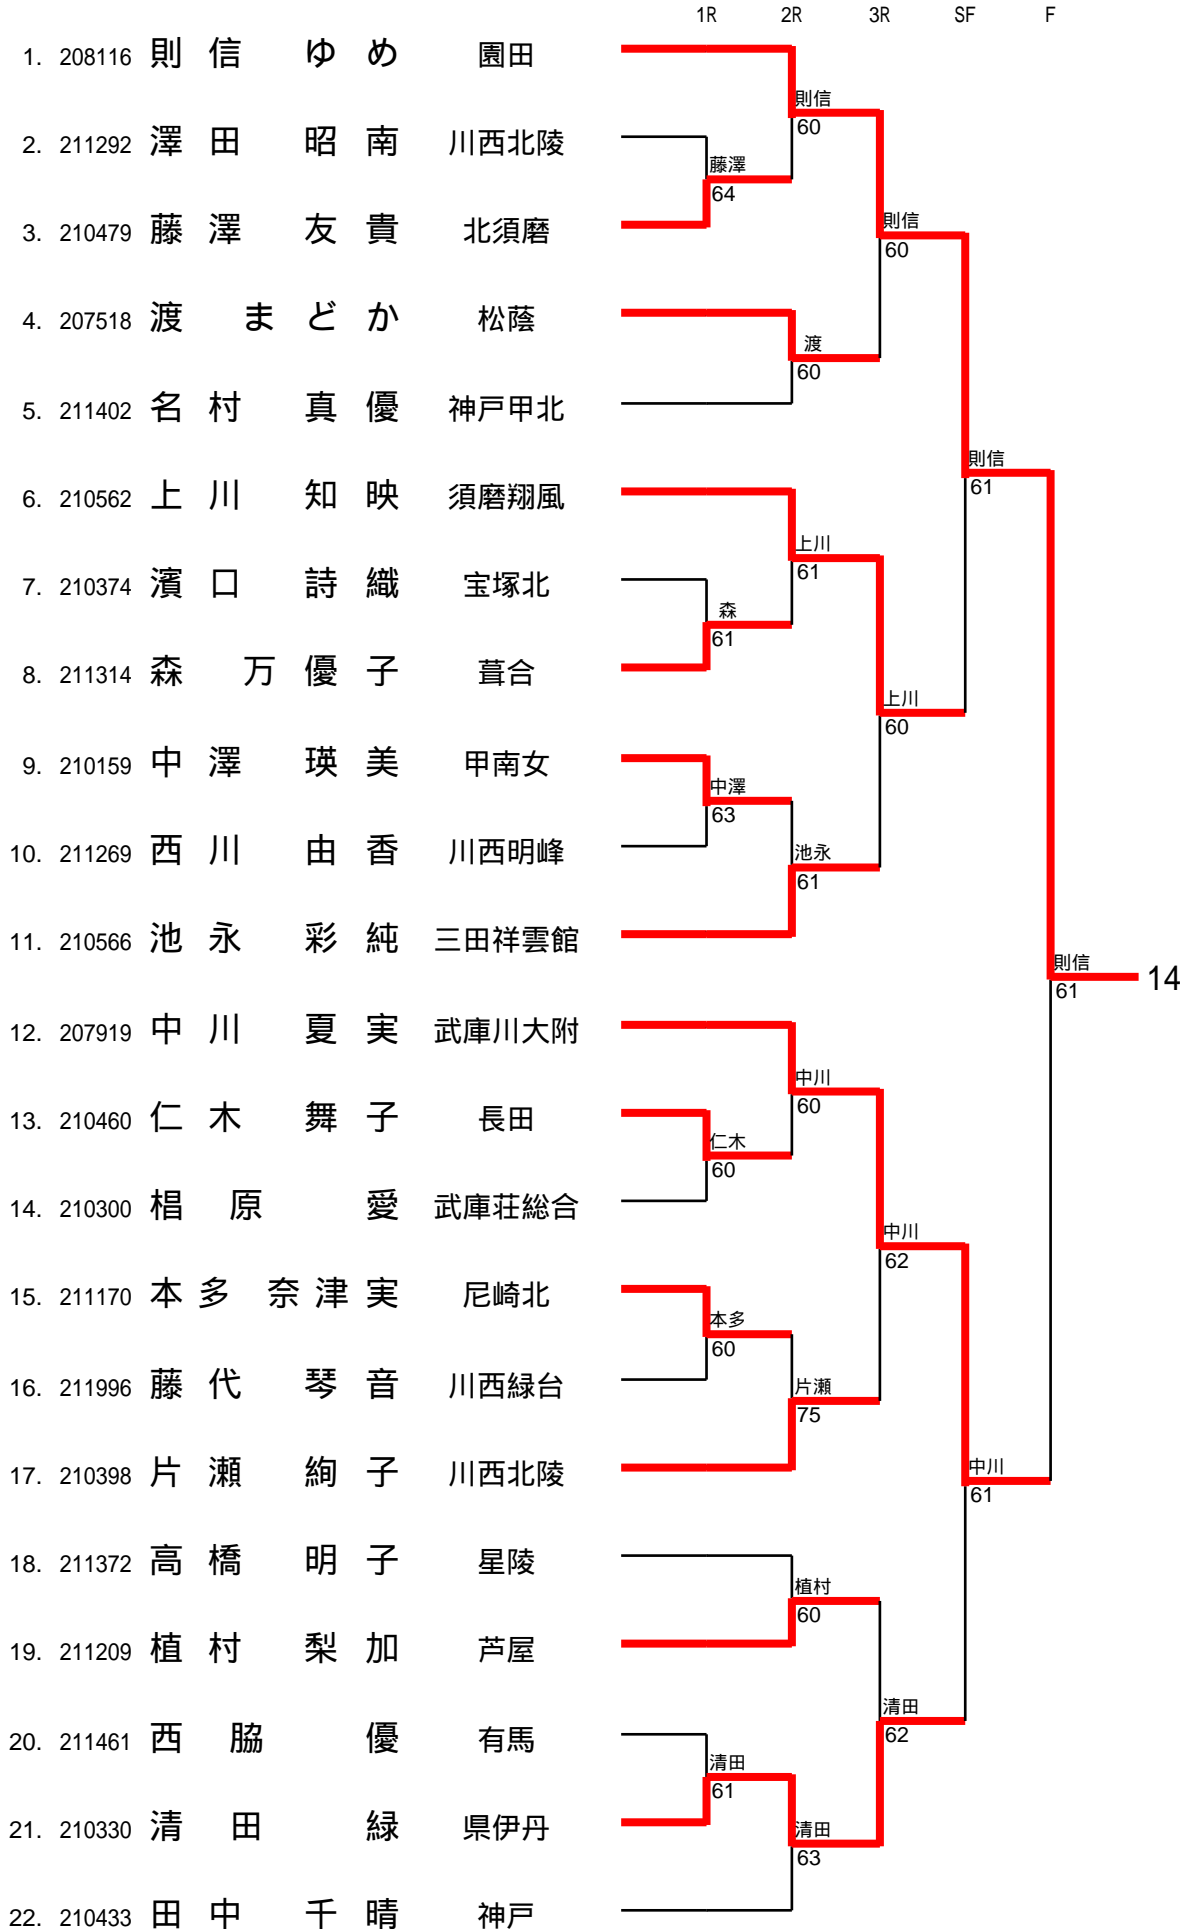 1R 2R 3R SF F
1. 208116 則信 ゆめ 園田
則信
60
2. 211292 澤田 昭南 川西北陵
藤澤
64
3. 210479 藤澤 友貴 北須磨
則信
60
4. 207518 渡 まどか 松蔭
渡
60
5. 211402 名村 真優 神戸甲北
則信
61
6. 210562 上川 知映 須磨翔風
上川
61
7. 210374 濱口 詩織 宝塚北
森
61
8. 211314 森 万優子 葺合
上川
60
9. 210159 中澤 瑛美 甲南女
中澤
63
10. 211269 西川 由香 川西明峰
池永
61
11. 210566 池永 彩純 三田祥雲館
則信
61
14
12. 207919 中川 夏実 武庫川大附
中川
60
13. 210460 仁木 舞子 長田
仁木
60
14. 210300 椙原 愛 武庫荘総合
中川
62
15. 211170 本多 奈津実 尼崎北
本多
60
16. 211996 藤代 琴音 川西緑台
片瀬
75
17. 210398 片瀬 絢子 川西北陵
中川
61
18. 211372 高橋 明子 星陵
植村
60
19. 211209 植村 梨加 芦屋
清田
62
20. 211461 西脇 優 有馬
清田
61
21. 210330 清田 緑 県伊丹
清田
63
22. 210433 田中 千晴 神戸